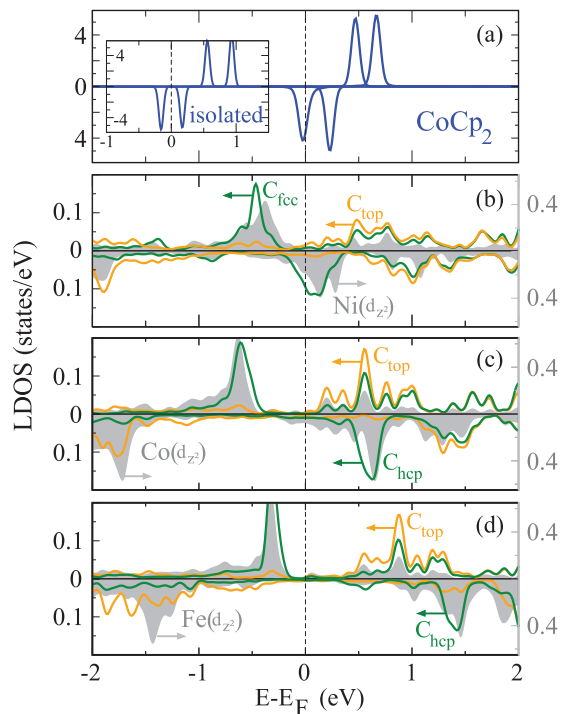 (a)
4
0
4
4
0
-4
isolated
0
1
CoCp2
(b)
0.1
0
0.1
Cfcc
Ctop
Ni(dz2)
0.4
0.4
(c)
0.1
0
0.1
Ctop
Co(dz2)
Chcp
0.4
0.4
(d)
0.1
0
0.1
Ctop
Fe(dz2)
Chcp
0.4
0.4
LDOS (states/eV)
-2 -1 0 1 2
E-EF (eV)